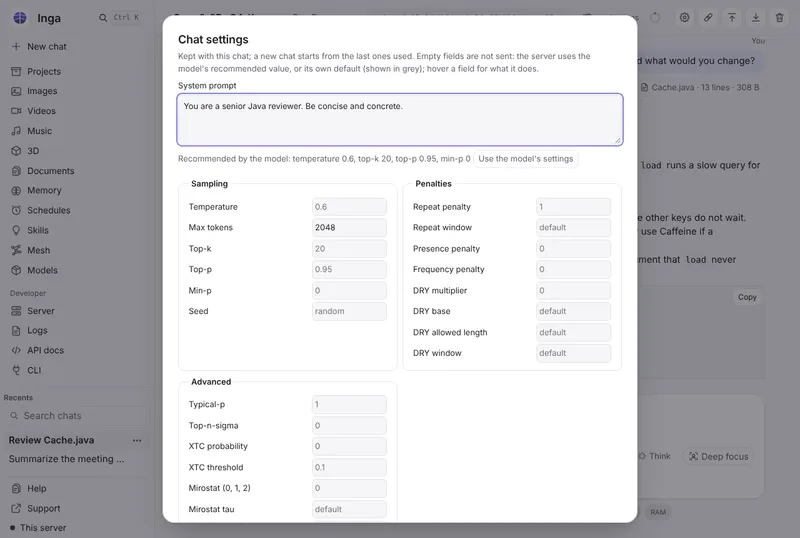 Inga
Ctrl K
New chat
Projects
Images
Videos
Music
3D
Documents
Memory
Schedules
Skills
Mesh
Models
Developer
Server
Logs
API docs
CLI
Recents
Search chats
Review Cache.java
Summarize the meeting ...
Help
Support
This server
Chat settings
Kept with this chat; a new chat starts from the last ones used. Empty fields are not sent: the server uses the
model's recommended value, or its own default (shown in grey); hover a field for what it does.
System prompt
You are a senior Java reviewer. Be concise and concrete.
Recommended by the model: temperature 0.6, top-k 20, top-p 0.95, min-p 0
Use the model's settings
Sampling
Temperature 0.6
Max tokens 2048
Top-k 20
Top-p 0.95
Min-p 0
Seed random
Penalties
Repeat penalty 1
Repeat window default
Presence penalty 0
Frequency penalty 0
DRY multiplier 0
DRY base default
DRY allowed length default
DRY window default
Advanced
Typical-p 1
Top-n-sigma 0
XTC probability 0
XTC threshold 0.1
Mirostat (0, 1, 2) 0
Mirostat tau default
You
what would you change?
Cache.java · 13 lines · 308 B
load runs a slow query for
e other keys do not wait.
use Caffeine if a
ment that load never
Copy
Think
Deep focus
RAM